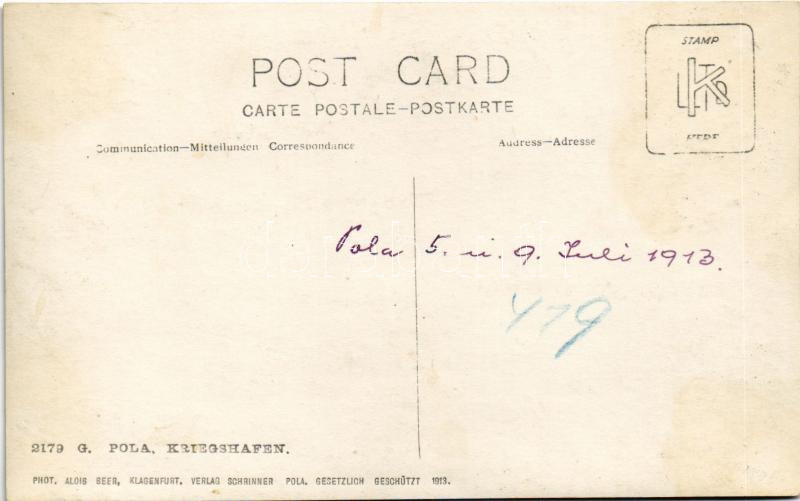 STAMP
POST CARD
CARTE POSTALE—POSTKARTE
HERE
Communication—Mitteilungen Correspondance
Address—Adresse
Pola 5. u. 9. Juli 1913.
479
2179 G. POLA, KRIEGSHAFEN.
PHOT. ALOIS BEER, KLAGENFURT. VERLAG SCHRINNER POLA. GESETZLICH GESCHÜTZT 1913.